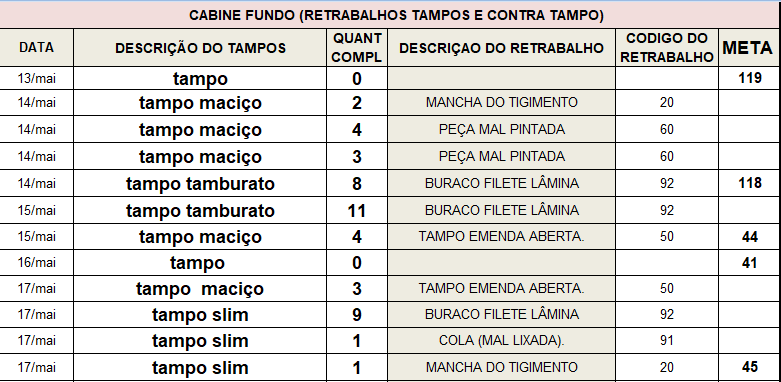 CABINE FUNDO (RETRABALHOS TAMPOS E CONTRA TAMPO)
DATA DESCRIÇÃO DO TAMPOS QUANT COMPL DESCRIÇAO DO RETRABALHO CODIGO DO RETRABALHO META
13/mai tampo 0 119
14/mai tampo maciço 2 MANCHA DO TIGIMENTO 20
14/mai tampo maciço 4 PEÇA MAL PINTADA 60
14/mai tampo maciço 3 PEÇA MAL PINTADA 60
14/mai tampo tamburato 8 BURACO FILETE LÂMINA 92 118
15/mai tampo tamburato 11 BURACO FILETE LÂMINA 92
15/mai tampo maciço 4 TAMPO EMENDA ABERTA. 50 44
16/mai tampo 0 41
17/mai tampo maciço 3 TAMPO EMENDA ABERTA. 50
17/mai tampo slim 9 BURACO FILETE LÂMINA 92
17/mai tampo slim 1 COLA (MAL LIXADA). 91
17/mai tampo slim 1 MANCHA DO TIGIMENTO 20 45